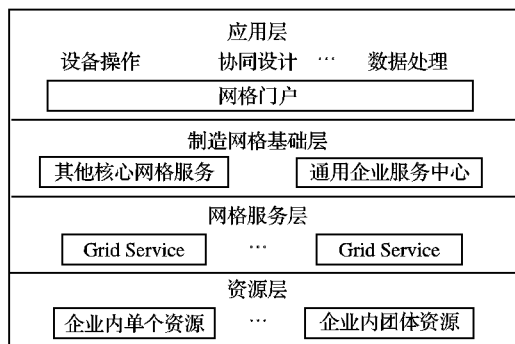 应用层
设备操作 协同设计 … 数据处理
网格门户
制造网格基础层
其他核心网格服务 通用企业服务中心
网格服务层
Grid Service … Grid Service
资源层
企业内单个资源 … 企业内团体资源